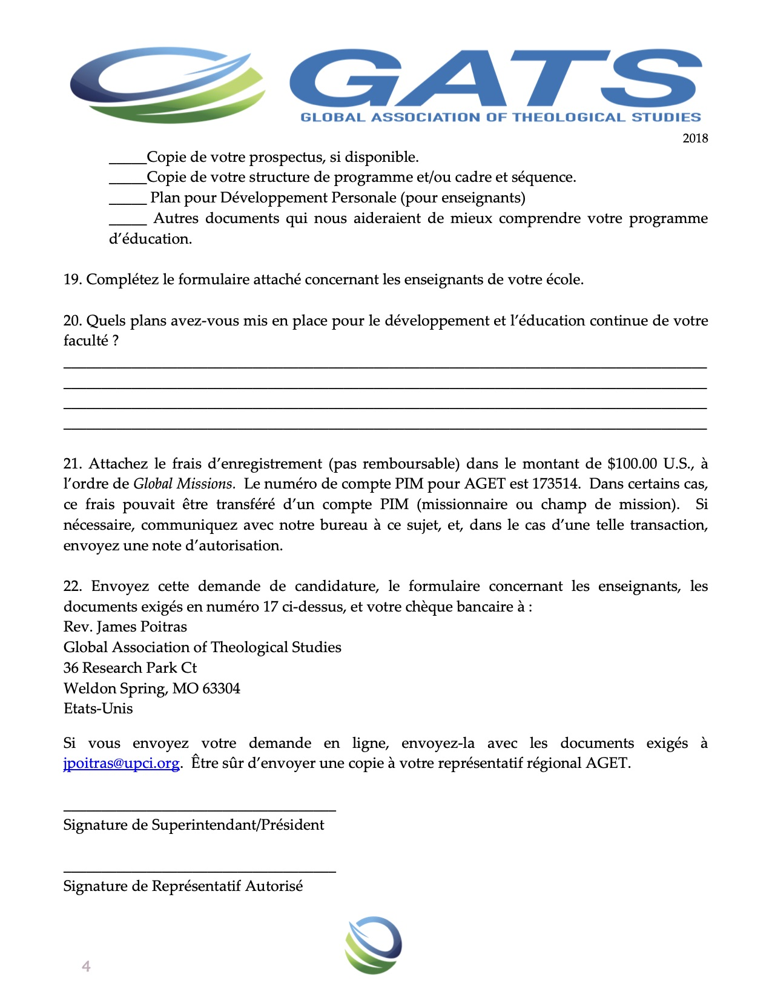 GATS
GLOBAL ASSOCIATION OF THEOLOGICAL STUDIES
2018
_____Copie de votre prospectus, si disponible.
_____Copie de votre structure de programme et/ou cadre et séquence.
_____ Plan pour Développement Personale (pour enseignants)
_____ Autres documents qui nous aideraient de mieux comprendre votre programme
d’éducation.
19. Complétez le formulaire attaché concernant les enseignants de votre école.
20. Quels plans avez-vous mis en place pour le développement et l’éducation continue de votre
faculté ?
_____________________________________________________________________________________
_____________________________________________________________________________________
_____________________________________________________________________________________
_____________________________________________________________________________________
21. Attachez le frais d’enregistrement (pas remboursable) dans le montant de $100.00 U.S., à
l’ordre de Global Missions. Le numéro de compte PIM pour AGET est 173514. Dans certains cas,
ce frais pouvait être transféré d’un compte PIM (missionnaire ou champ de mission). Si
nécessaire, communiquez avec notre bureau à ce sujet, et, dans le cas d’une telle transaction,
envoyez une note d’autorisation.
22. Envoyez cette demande de candidature, le formulaire concernant les enseignants, les
documents exigés en numéro 17 ci-dessus, et votre chèque bancaire à :
Rev. James Poitras
Global Association of Theological Studies
36 Research Park Ct
Weldon Spring, MO 63304
Etats-Unis
Si vous envoyez votre demande en ligne, envoyez-la avec les documents exigés à
jpoitras@upci.org. Être sûr d’envoyer une copie à votre représentatif régional AGET.
____________________________________
Signature de Superintendant/Président
____________________________________
Signature de Représentatif Autorisé
4